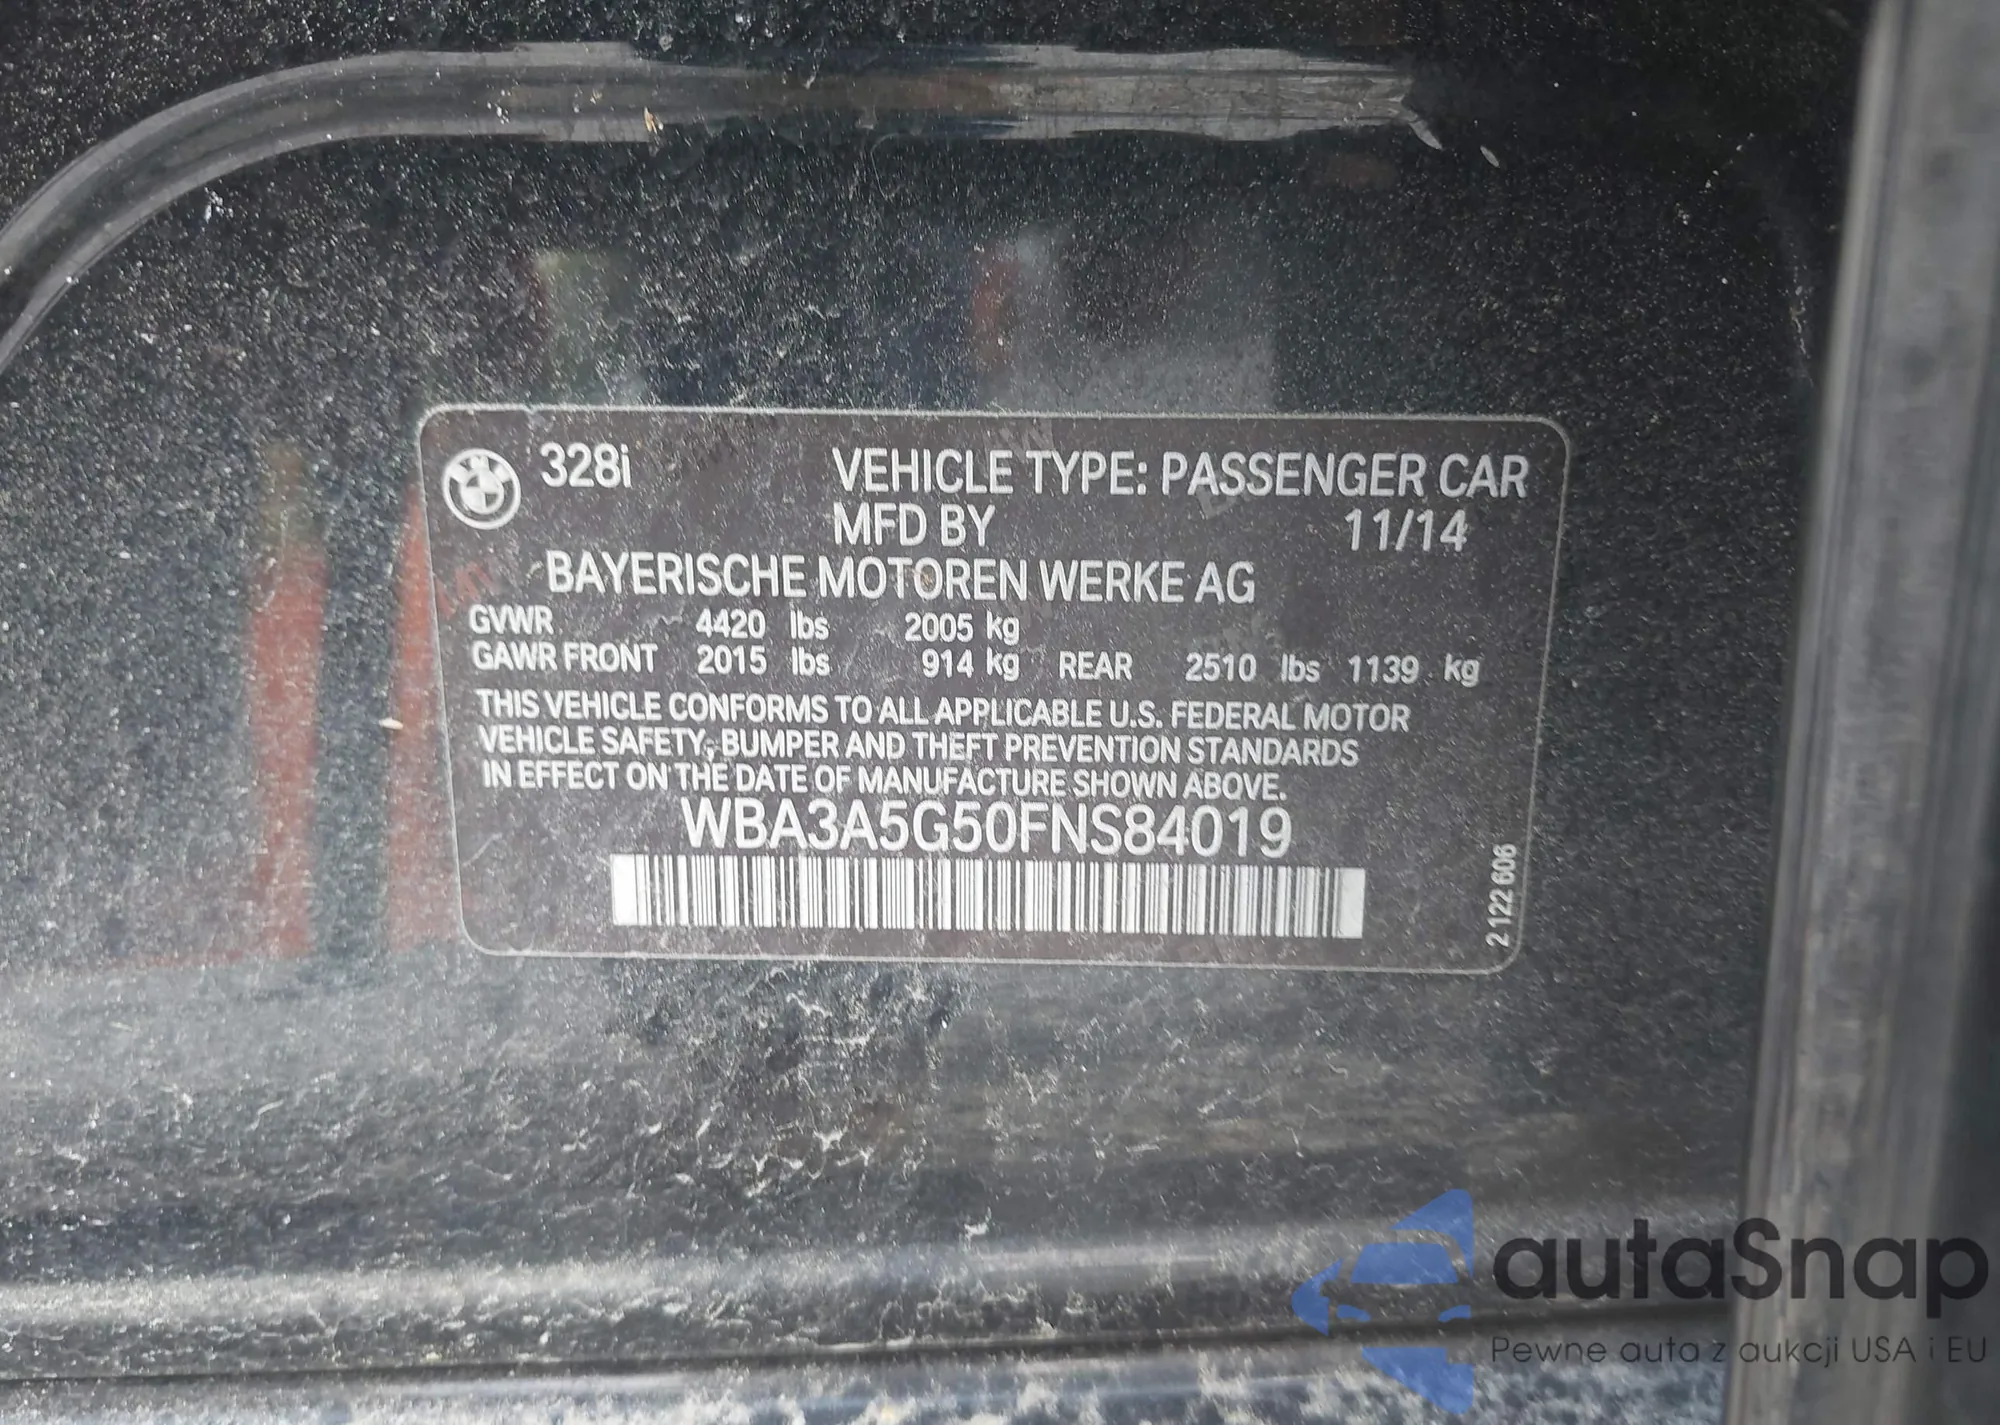 328i VEHICLE TYPE: PASSENGER CAR
MFD BY 11/14
BAYERISCHE MOTOREN WERKE AG
GVWR 4420 lbs 2005 kg
GAWR FRONT 2015 lbs 914 kg REAR 2510 lbs 1139 kg
THIS VEHICLE CONFORMS TO ALL APPLICABLE U.S. FEDERAL MOTOR
VEHICLE SAFETY, BUMPER AND THEFT PREVENTION STANDARDS
IN EFFECT ON THE DATE OF MANUFACTURE SHOWN ABOVE.
WBA3A5G50FNS84019
2 122 606
autaSnap
Pewne auta z aukcji USA i EU